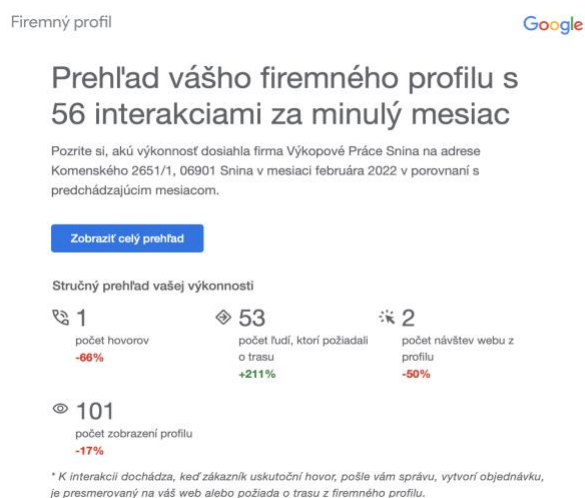 Firemný profil
Google
Prehľad vášho firemného profilu s
56 interakciami za minulý mesiac
Pozrite si, akú výkonnosť dosiahla firma Výkopové Práce Snina na adrese
Komenského 2651/1, 06901 Snina v mesiaci februára 2022 v porovnaní s
predchádzajúcim mesiacom.
Zobraziť celý prehľad
Stručný prehľad vašej výkonnosti
1
počet hovorov
-66%
53
počet ľudí, ktorí požiadali
o trasu
+211%
2
počet návštev webu z
profilu
-50%
101
počet zobrazení profilu
-17%
* K interakcii dochádza, keď zákazník uskutoční hovor, pošle vám správu, vytvorí objednávku,
je presmerovaný na váš web alebo požiada o trasu z firemného profilu.